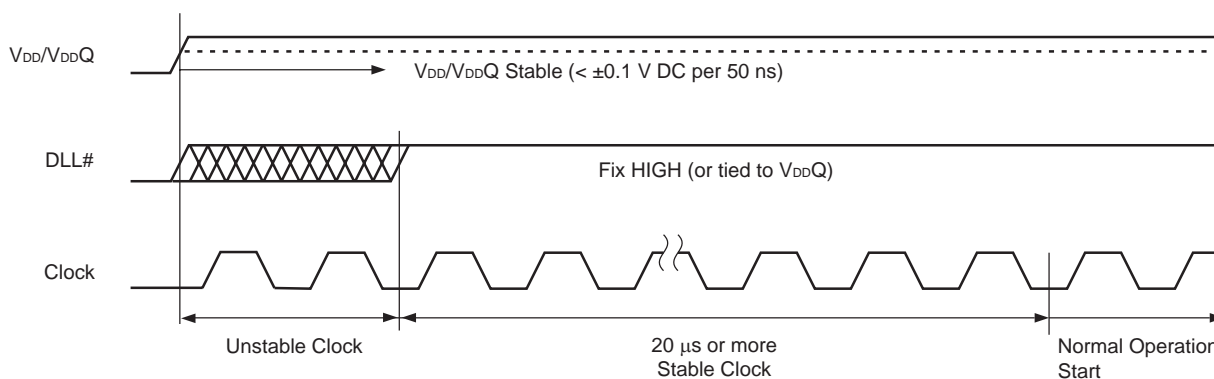 VDD/VDDQ
VDD/VDDQ Stable (< ±0.1 V DC per 50 ns)
DLL#
Fix HIGH (or tied to VDDQ)
Clock
Unstable Clock
20 μs or more
Stable Clock
Normal Operation
Start